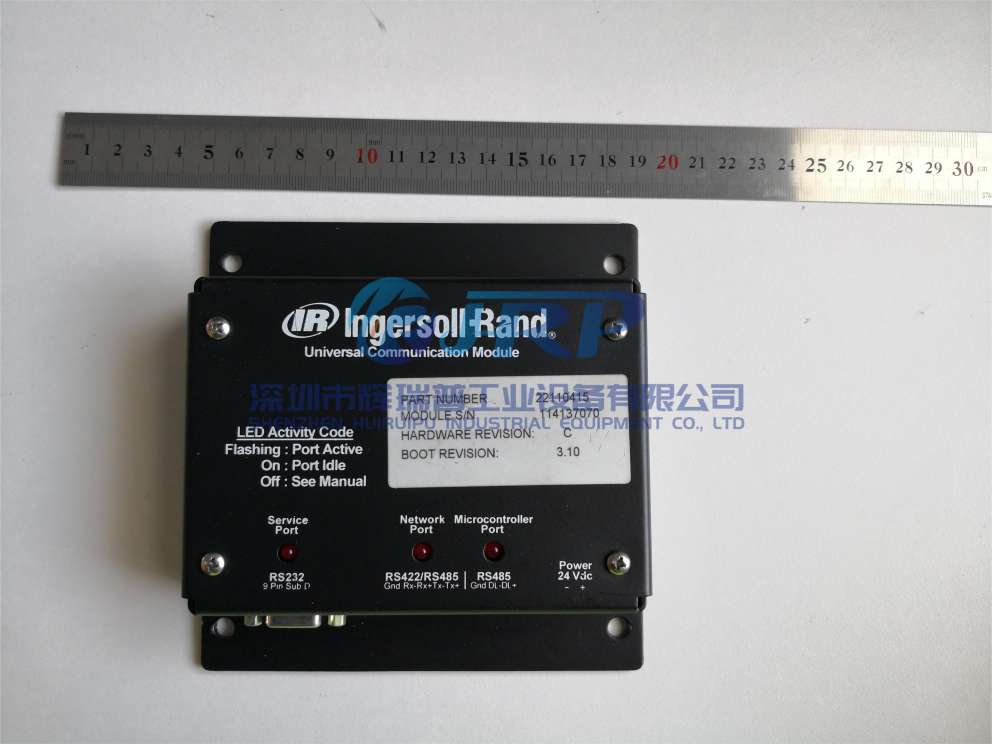 1 2 3 4 5 6 7 8 9 10 11 12 13 14 15 16 17 18 19 20 21 22 23 24 25 26 27 28 29 30 cm
IR Ingersoll-Rand®
Universal Communication Module
JRP
深圳市辉瑞普工业设备有限公司
SHENZHEN HUIRUIPU INDUSTRIAL EQUIPMENT CO., LTD
PART NUMBER 22110415
MODULE S/N 114137070
HARDWARE REVISION: C
BOOT REVISION: 3.10
LED Activity Code
Flashing : Port Active
On : Port Idle
Off : See Manual
Service Port
Network Port
Microcontroller Port
RS232
9 Pin Sub D
RS422/RS485
Gnd Rx-Rx+Tx-Tx+
RS485
Gnd DL-DL+
Power
24 Vdc
- +